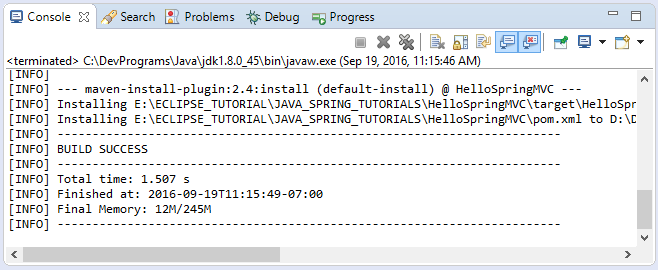 Console Search Problems Debug Progress
<terminated> C:\DevPrograms\Java\jdk1.8.0_45\bin\javaw.exe (Sep 19, 2016, 11:15:46 AM)
[INFO]
[INFO] --- maven-install-plugin:2.4:install (default-install) @ HelloSpringMVC ---
[INFO] Installing E:\ECLIPSE_TUTORIAL\JAVA_SPRING_TUTORIALS\HelloSpringMVC\target\HelloSpr
[INFO] Installing E:\ECLIPSE_TUTORIAL\JAVA_SPRING_TUTORIALS\HelloSpringMVC\pom.xml to D:\D
[INFO] ------------------------------------------------------------------------
[INFO] BUILD SUCCESS
[INFO] ------------------------------------------------------------------------
[INFO] Total time: 1.507 s
[INFO] Finished at: 2016-09-19T11:15:49-07:00
[INFO] Final Memory: 12M/245M
[INFO] ------------------------------------------------------------------------